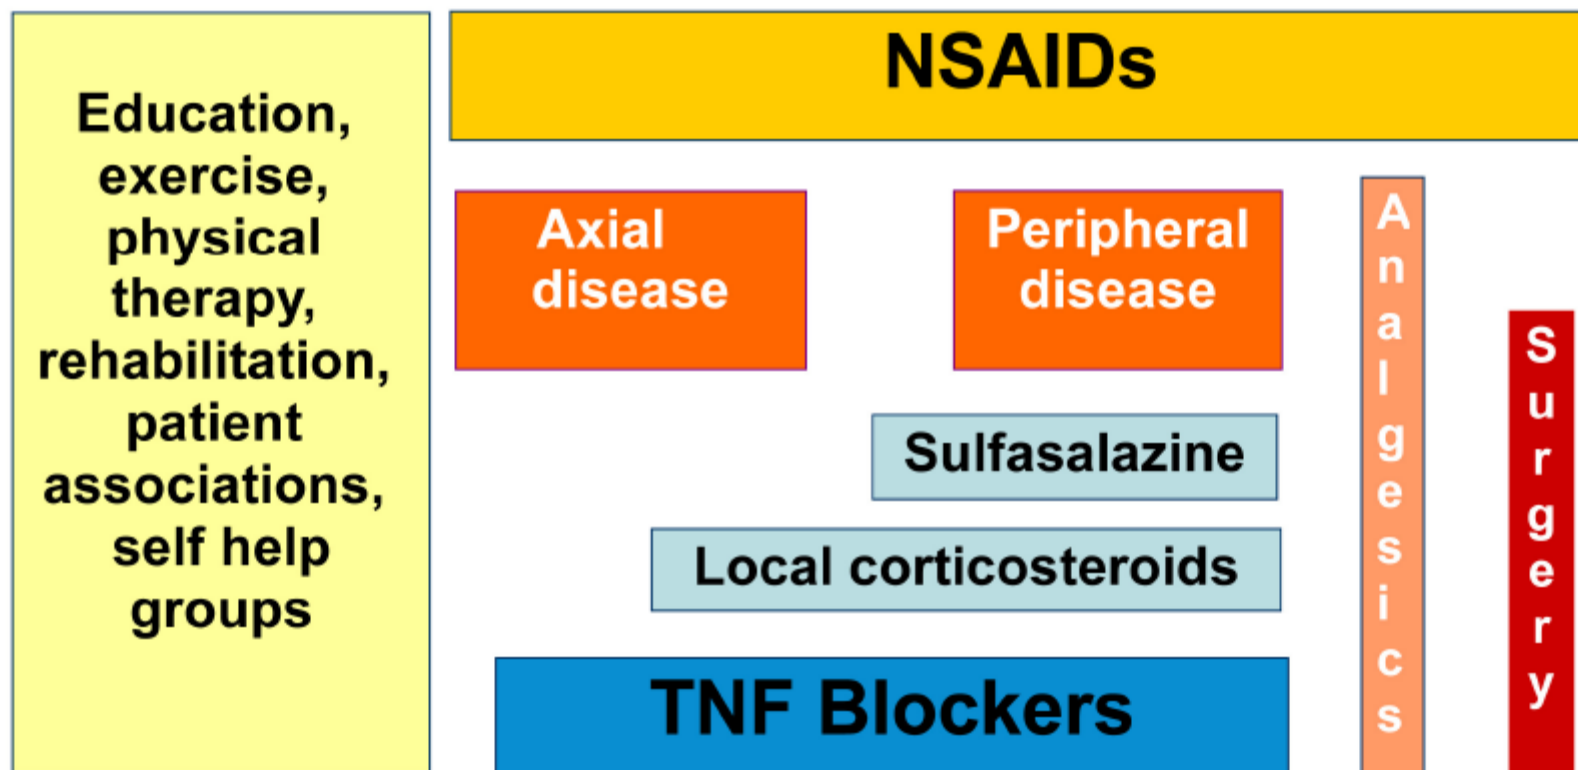 Education,
exercise,
physical
therapy,
rehabilitation,
patient
associations,
self help
groups
NSAIDs
Axial
disease
Peripheral
disease
Sulfasalazine
Local corticosteroids
TNF Blockers
Analgesics
Surgery